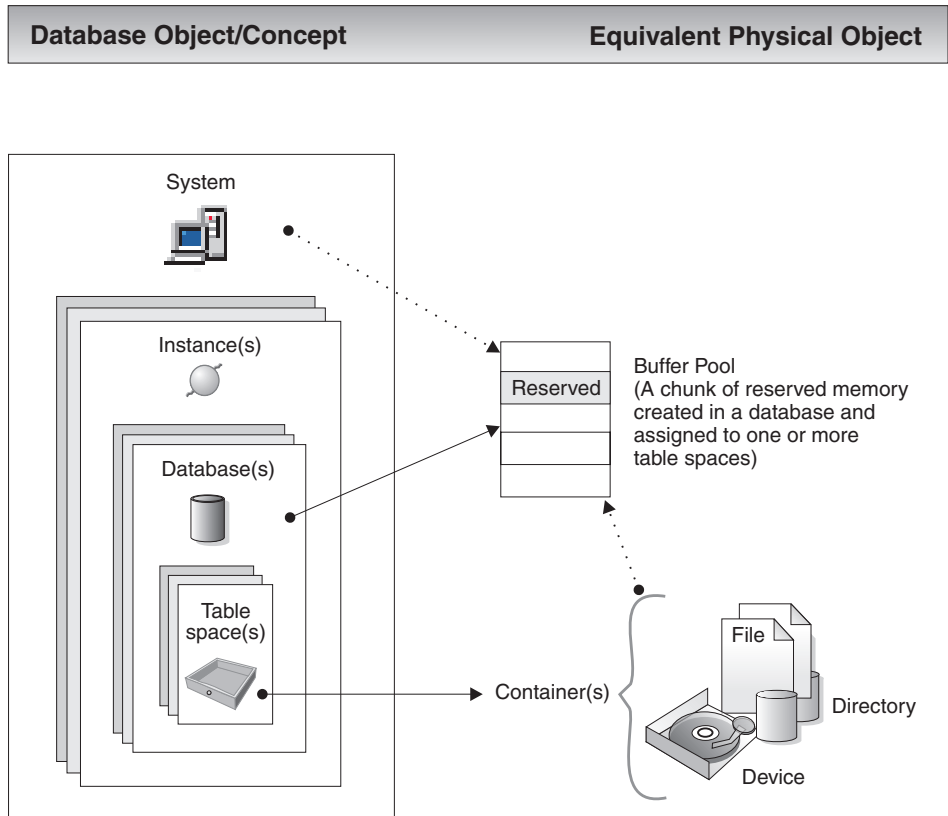 Database Object/Concept
Equivalent Physical Object
System
Instance(s)
Reserved
Buffer Pool
(A chunk of reserved memory
created in a database and
assigned to one or more
table spaces)
Database(s)
Table
space(s)
Container(s)
File
Directory
Device